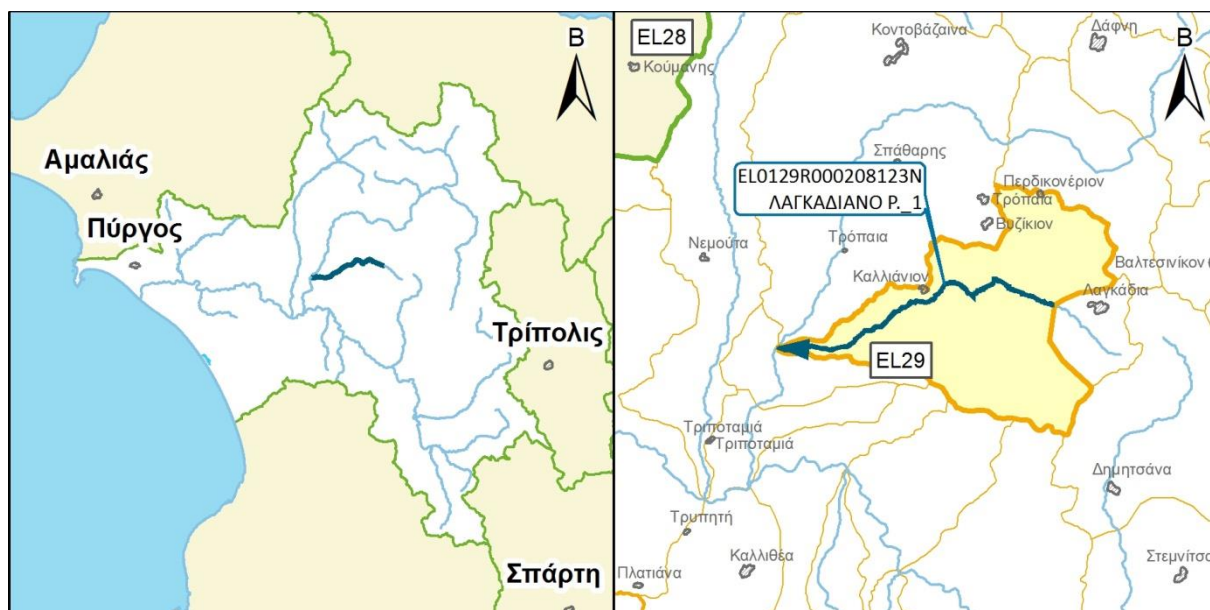 Β
Αμαλιάς
Πύργος
Τρίπολις
Σπάρτη
EL28
Κούμανης
Κοντοβάζαινα
Δάφνη
Β
Σπάθαρης
EL0129R000208123N
ΛΑΓΚΑΔΙΑΝΟ Ρ._1
Περδικονέριον
Τρόπαια
Βυζίκιον
Νεμούτα
Τρόπαια
Βαλτεσινίκον
Καλλιάνιον
Λαγκάδια
EL29
Τριποταμιά
Τριποταμιά
Δημητσάνα
Τρυπητή
Καλλιθέα
Στεμνίτσα
Πλατιάνα